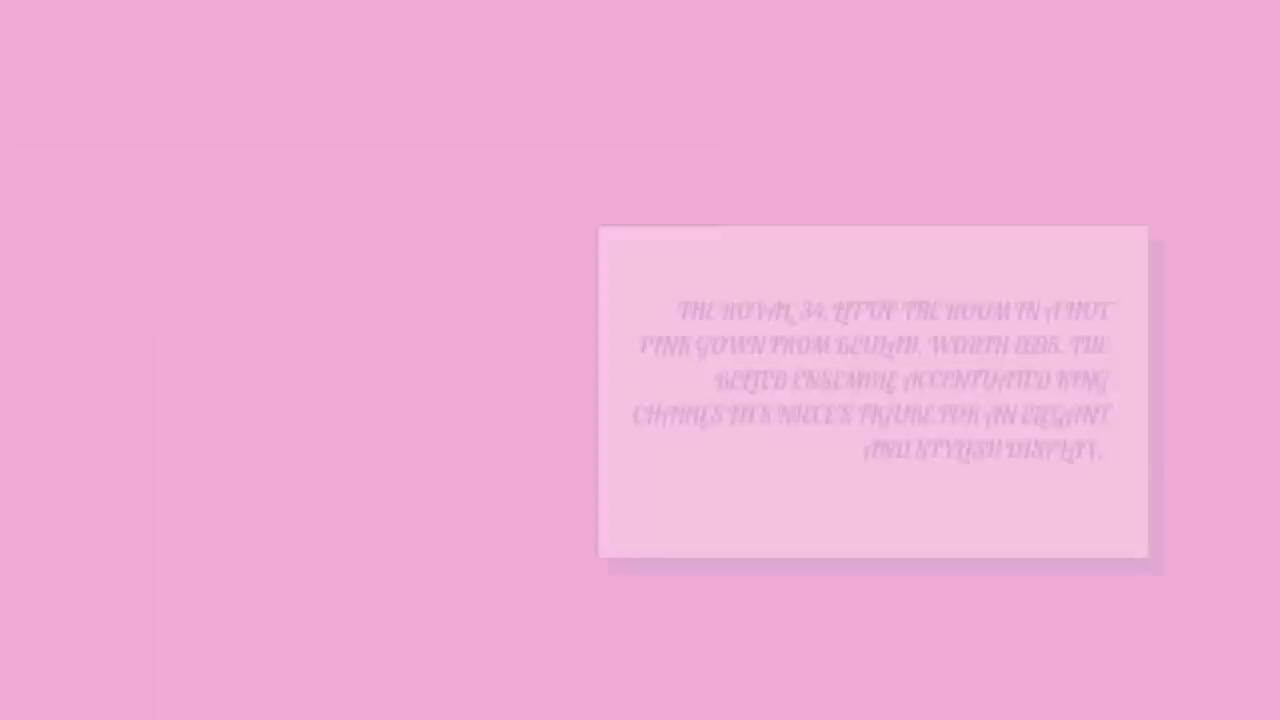 THE ROYAL, 34, LIT UP THE ROOM IN A HOT
PINK GOWN FROM BEULAH, WORTH £695. THE
BELTED ENSEMBLE ACCENTUATED KING
CHARLES III'S NIECE'S FIGURE FOR AN ELEGANT
AND STYLISH DISPLAY.